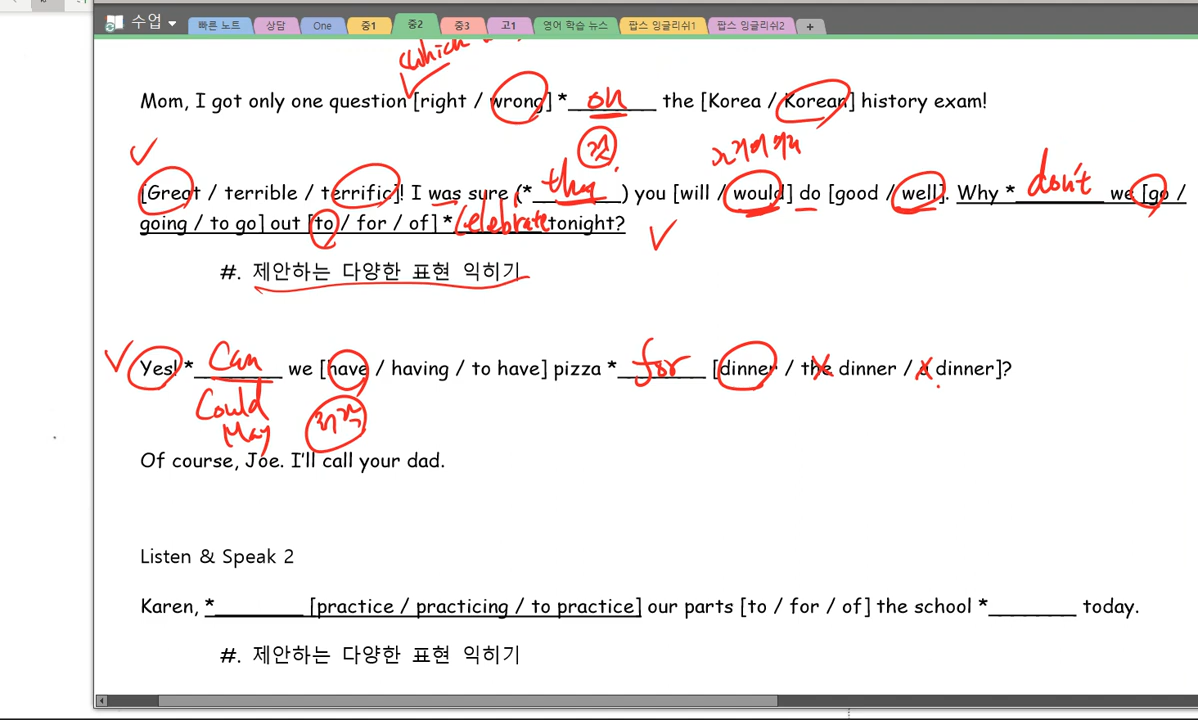 수업 빠른 노트 상담 One 중1 중2 중3 고1 영어 학습 뉴스 팝스 잉글리쉬1 팝스 잉글리쉬2 +
(which
Mom, I got only one question [right / wrong] *on the [Korea / Korean] history exam!
[Great / terrible / terrific]! I was sure (* that ) you [will / would] do [good / well]. Why * don't we [go /
going / to go] out [to / for / of] *celebrate tonight?
#. 제안하는 다양한 표현 익히기
Yes! * Can we [have / having / to have] pizza * for [dinner / the dinner / a dinner]?
Could
May
Of course, Joe. I'll call your dad.
Listen & Speak 2
Karen, *________ [practice / practicing / to practice] our parts [to / for / of] the school *________ today.
#. 제안하는 다양한 표현 익히기